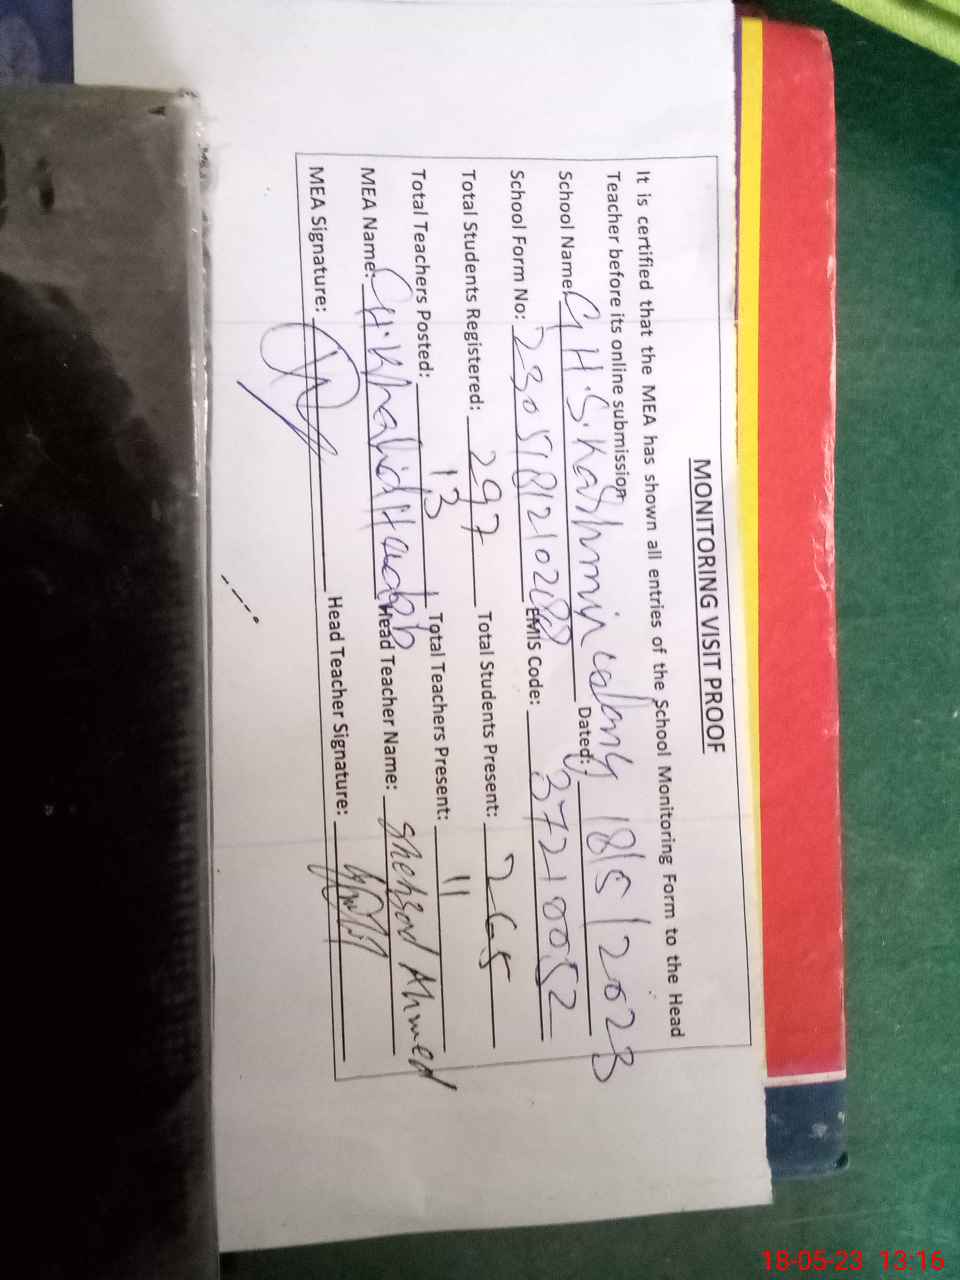 MONITORING VISIT PROOF
It is certified that the MEA has shown all entries of the School Monitoring Form to the Head
Teacher before its online submission
School Name: G.H.S. Kashmir colony Dated: 18/5/2023
School Form No: EMIS Code: 37210052
Total Students Registered: 297 Total Students Present: 265
Total Teachers Posted: 13 Total Teachers Present: 11
MEA Name: Khalid Head Teacher Name: Shehzad Ahmed
MEA Signature: Head Teacher Signature:
18-05-23 13:16